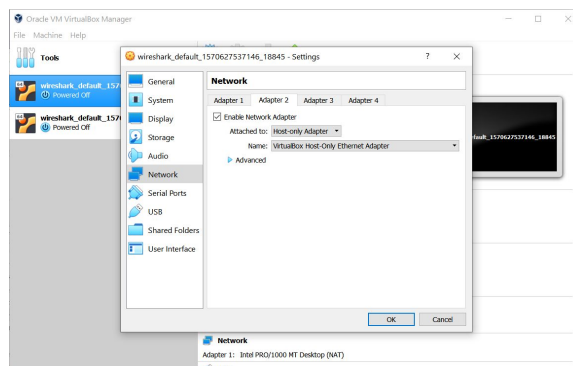 Oracle VM VirtualBox Manager
File Machine Help
Tools
wireshark_default_157
Powered Off
wireshark_default_157
Powered Off
wireshark_default_1570627537146_18845 - Settings ? ×
General
System
Display
Storage
Audio
Network
Serial Ports
USB
Shared Folders
User Interface
Network
Adapter 1 Adapter 2 Adapter 3 Adapter 4
Enable Network Adapter
Attached to: Host-only Adapter
Name: VirtualBox Host-Only Ethernet Adapter
Advanced
OK Cancel
efault_1570627537146_18845
Network
Adapter 1: Intel PRO/1000 MT Desktop (NAT)